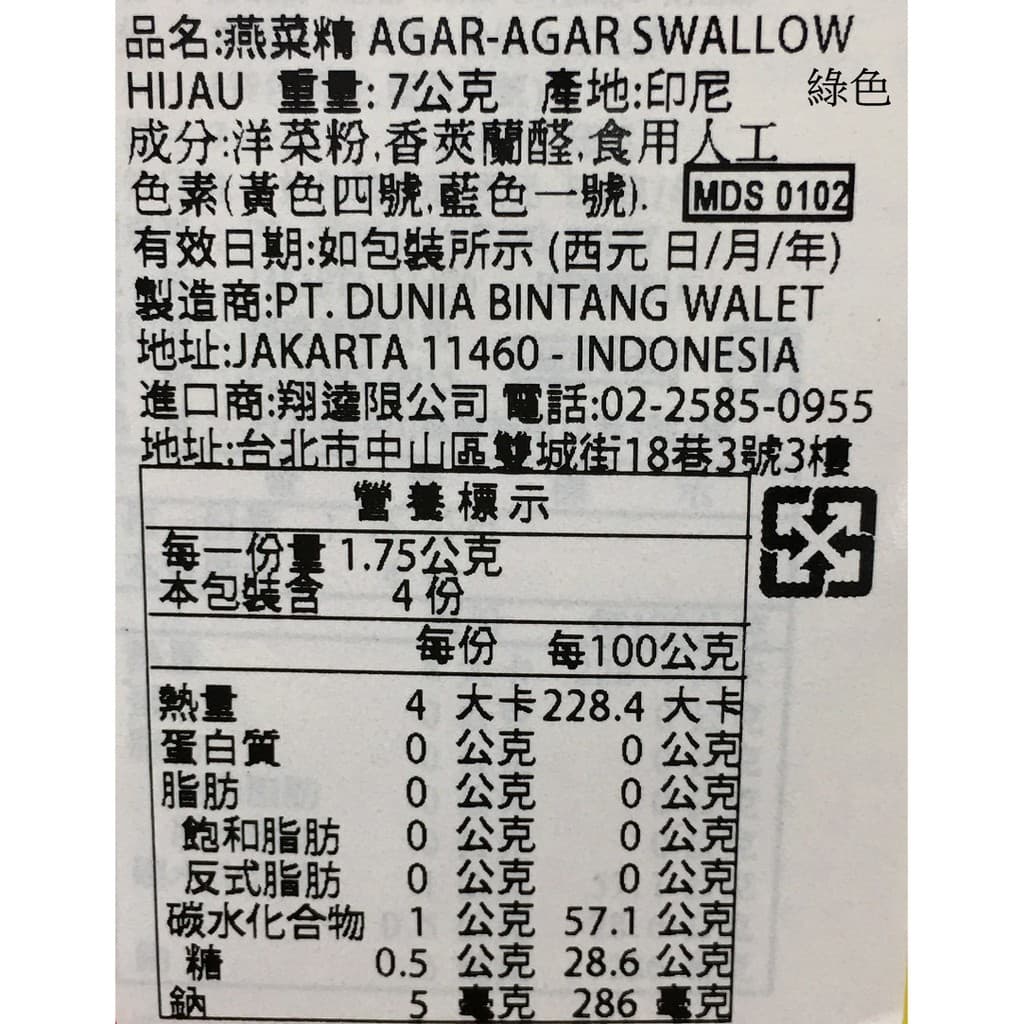 品名:燕菜精 AGAR-AGAR SWALLOW
HIJAU 重量: 7公克 產地:印尼 綠色
成分:洋菜粉,香莢蘭醛,食用人工
色素(黃色四號,藍色一號). MDS 0102
有效日期:如包裝所示 (西元 日/月/年)
製造商:PT. DUNIA BINTANG WALET
地址:JAKARTA 11460 - INDONESIA
進口商:翔達限公司 電話:02-2585-0955
地址:台北市中山區雙城街18巷3號3樓
營養標示
每一份量 1.75公克
本包裝含 4 份
每份 每100公克
熱量 4 大卡 228.4 大卡
蛋白質 0 公克 0 公克
脂肪 0 公克 0 公克
飽和脂肪 0 公克 0 公克
反式脂肪 0 公克 0 公克
碳水化合物 1 公克 57.1 公克
糖 0.5 公克 28.6 公克
鈉 5 毫克 286 毫克